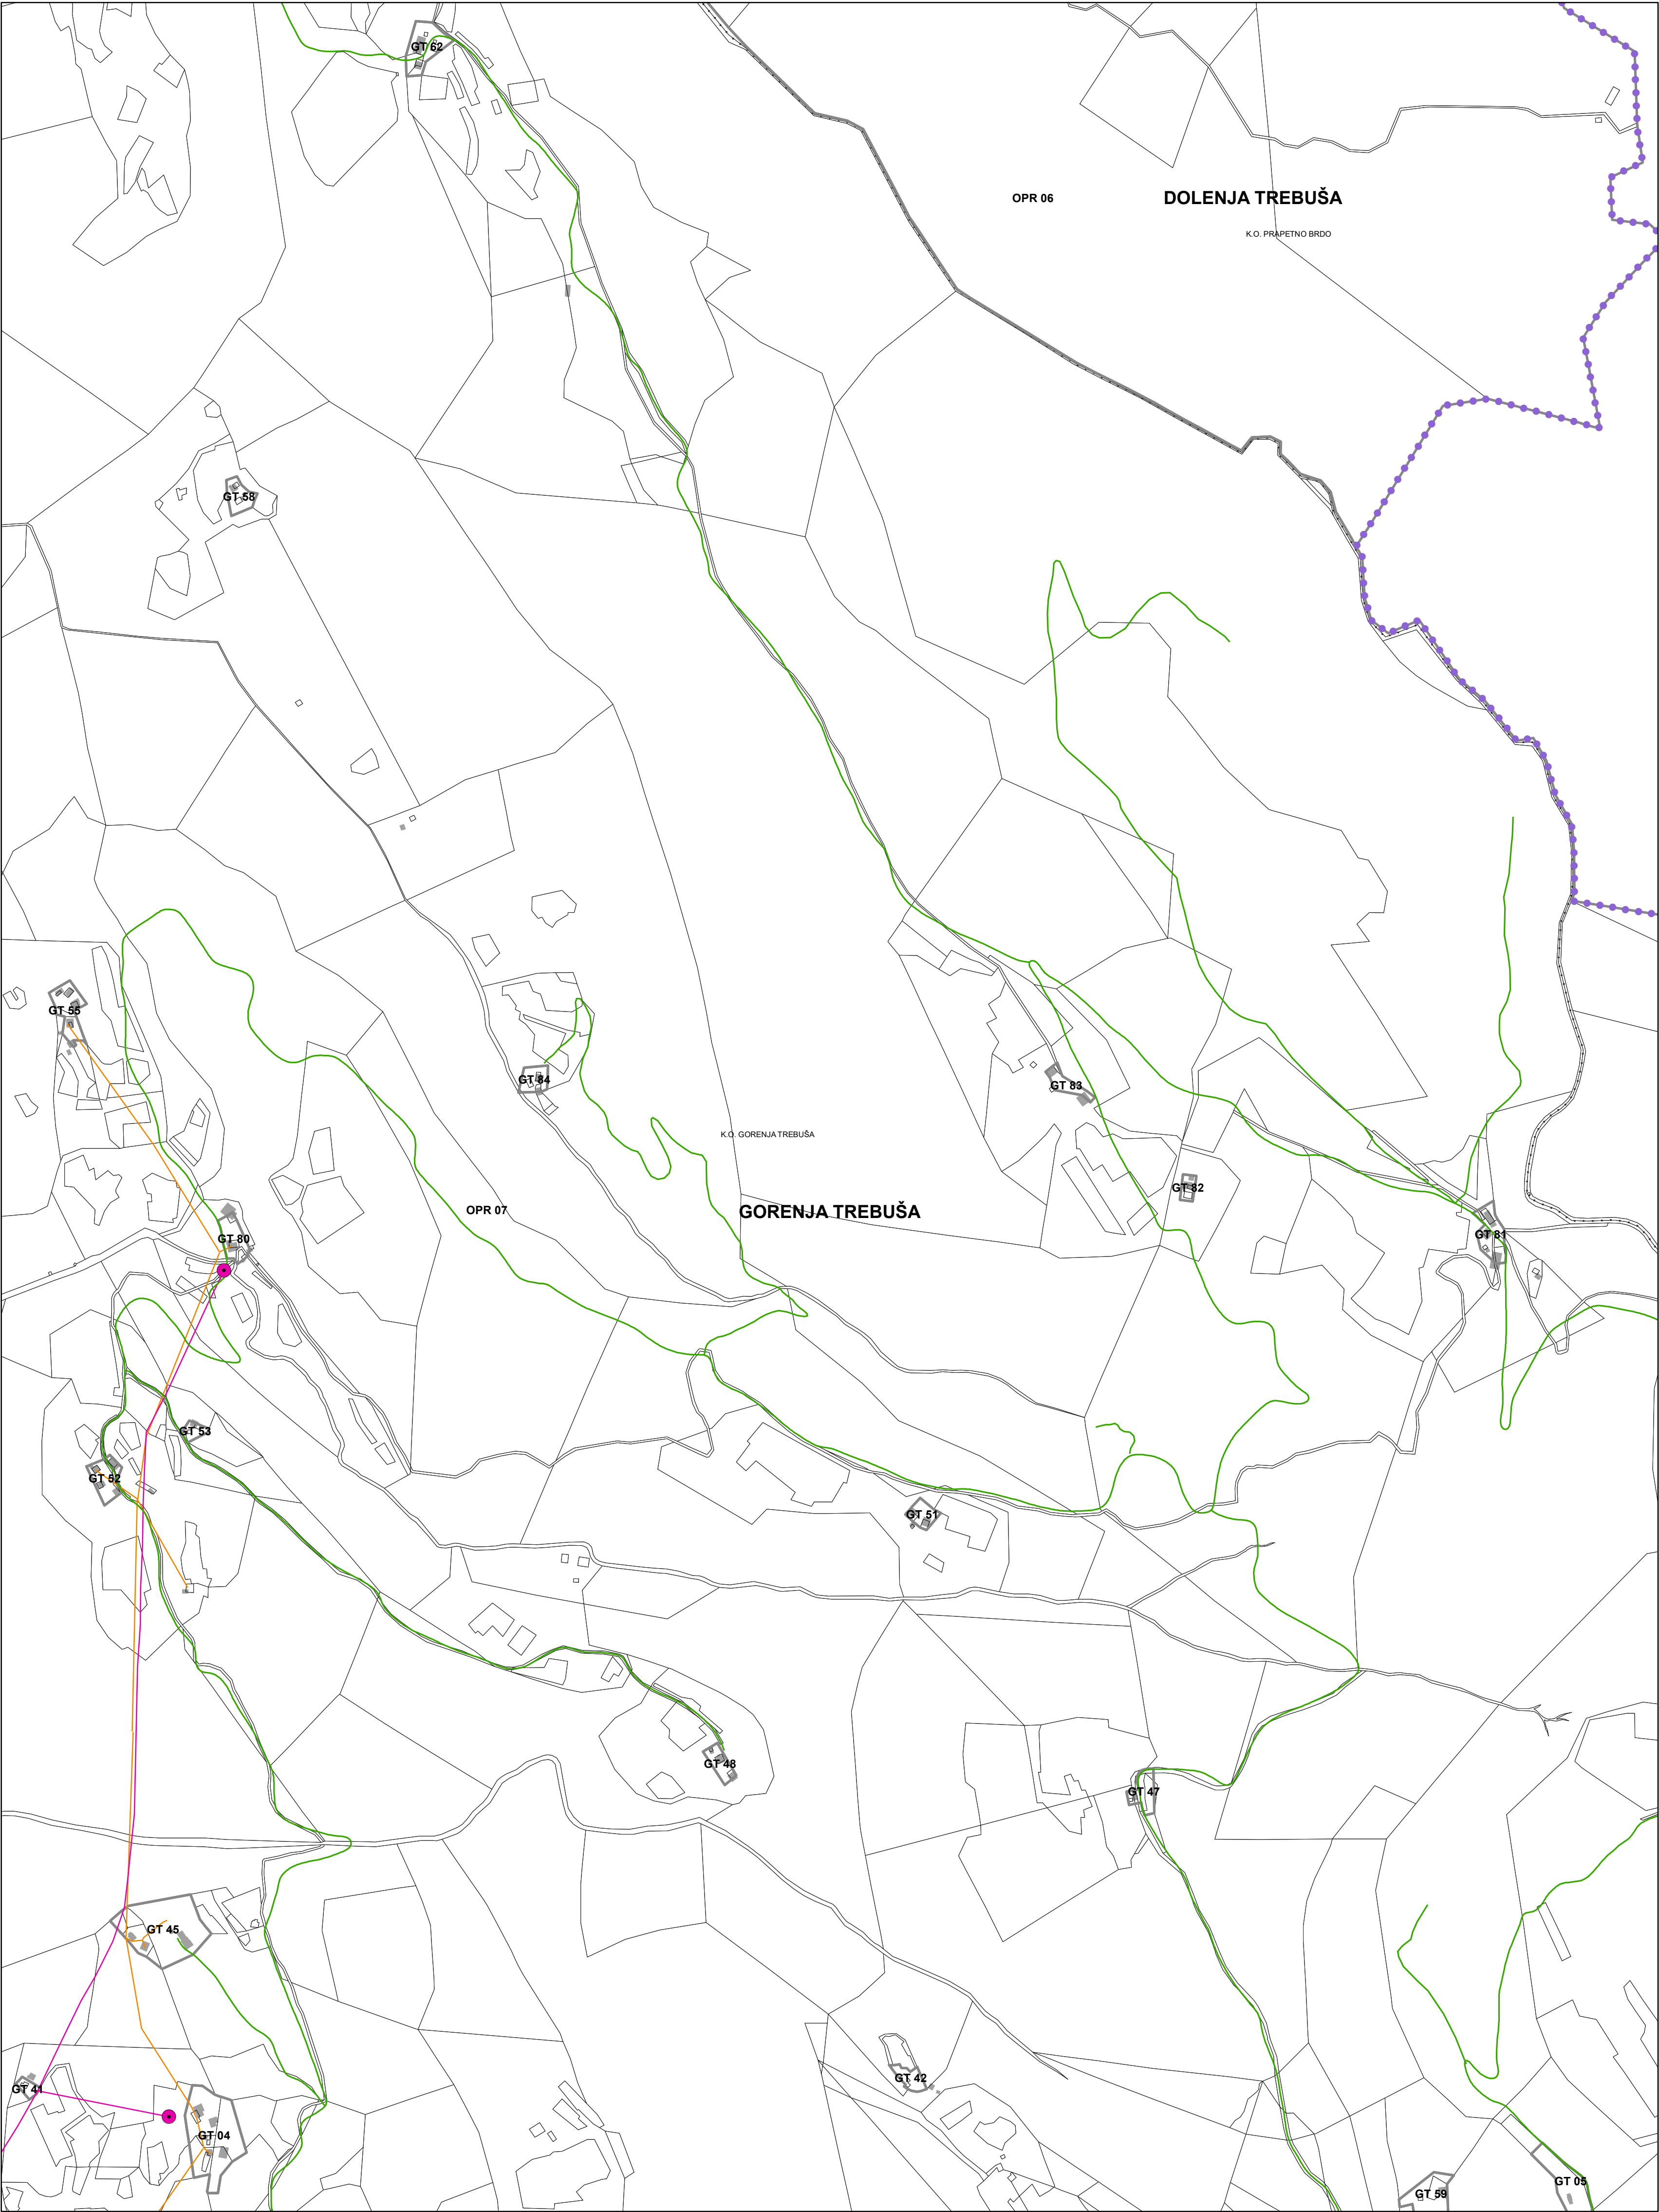 GT 62
OPR 06
DOLENJA TREBUŠA
K.O. PRAPETNO BRDO
GT 58
GT 55
GT 84
GT 83
K.O. GORENJA TREBUŠA
GT 82
OPR 07
GORENJA TREBUŠA
GT 81
GT 80
GT 53
GT 52
GT 51
GT 48
GT 47
GT 45
GT 42
GT 41
GT 04
GT 05
GT 59